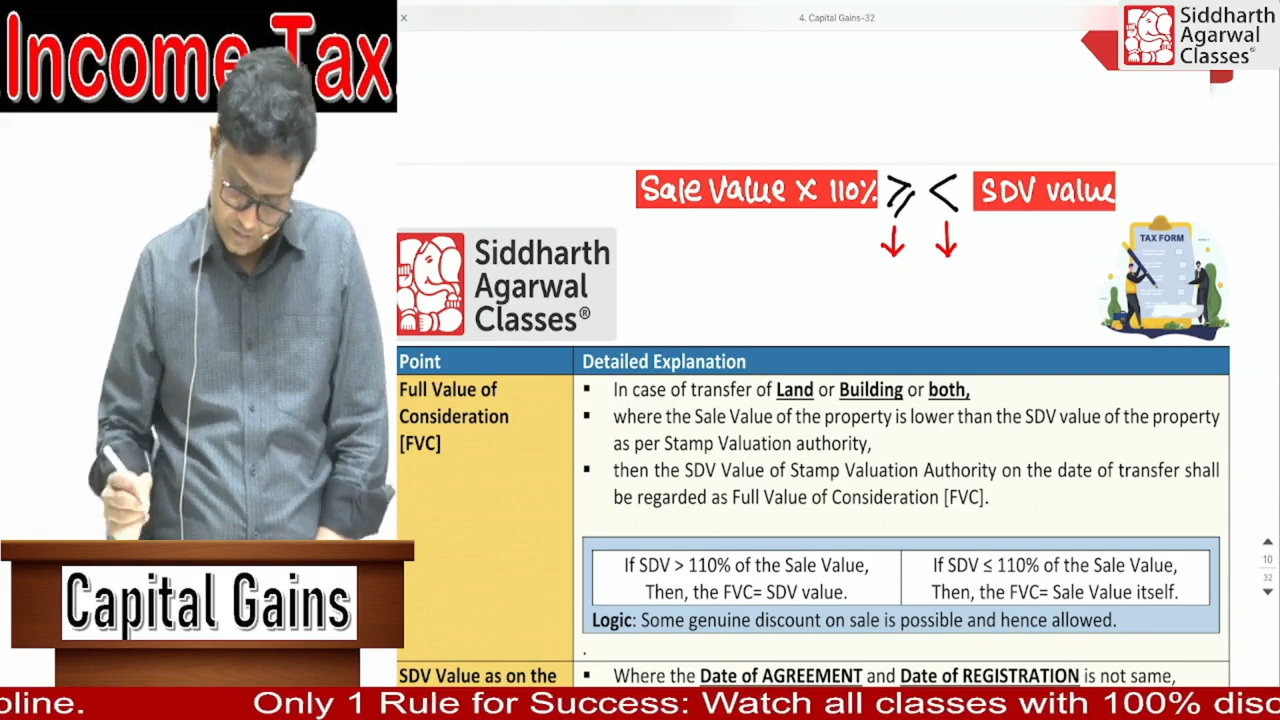 Income Tax
4. Capital Gains-32
Siddharth
Agarwal
Classes®
Sale Value X 110% ⩾ < SDV value
TAX FORM
Siddharth
Agarwal
Classes®
Point
Detailed Explanation
Full Value of
Consideration
[FVC]
▪ In case of transfer of Land or Building or both,
▪ where the Sale Value of the property is lower than the SDV value of the property
as per Stamp Valuation authority,
▪ then the SDV Value of Stamp Valuation Authority on the date of transfer shall
be regarded as Full Value of Consideration [FVC].
If SDV > 110% of the Sale Value,
Then, the FVC= SDV value.
If SDV ≤ 110% of the Sale Value,
Then, the FVC= Sale Value itself.
Logic: Some genuine discount on sale is possible and hence allowed.
.
SDV Value as on the
▪ Where the Date of AGREEMENT and Date of REGISTRATION is not same,
10
32
Capital Gains
pline. Only 1 Rule for Success: Watch all classes with 100% disc